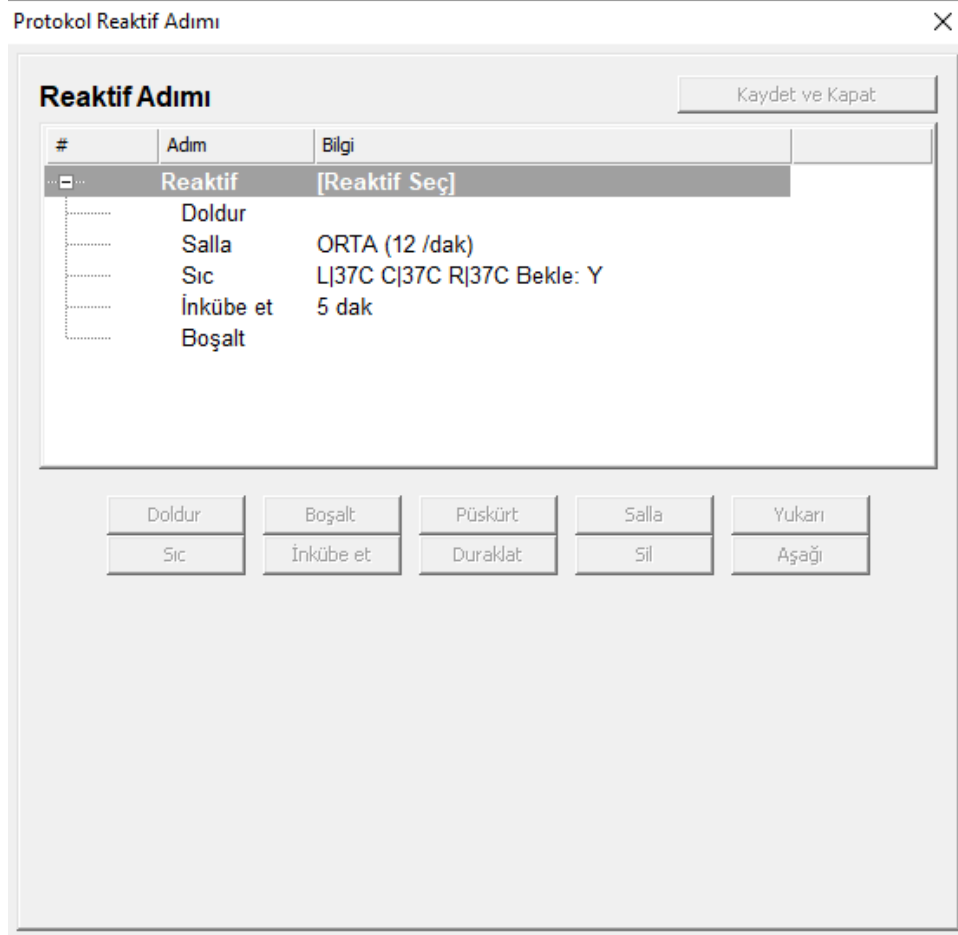 Protokol Reaktif Adımı
Reaktif Adımı
Kaydet ve Kapat
# Adım Bilgi
Reaktif [Reaktif Seç]
Doldur
Salla ORTA (12 /dak)
Sıc L|37C C|37C R|37C Bekle: Y
İnkübe et 5 dak
Boşalt
Doldur Boşalt Püskürt Salla Yukarı
Sıc İnkübe et Duraklat Sil Aşağı